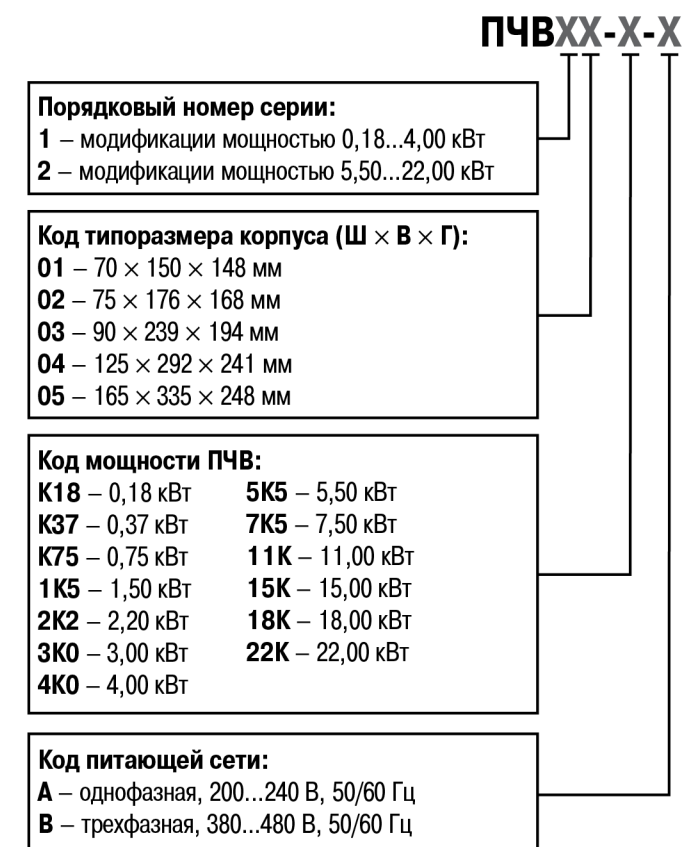 ПЧВХХ-Х-Х
Порядковый номер серии:
1 – модификации мощностью 0,18...4,00 кВт
2 – модификации мощностью 5,50...22,00 кВт
Код типоразмера корпуса (Ш × В × Г):
01 – 70 × 150 × 148 мм
02 – 75 × 176 × 168 мм
03 – 90 × 239 × 194 мм
04 – 125 × 292 × 241 мм
05 – 165 × 335 × 248 мм
Код мощности ПЧВ:
К18 – 0,18 кВт
К37 – 0,37 кВт
К75 – 0,75 кВт
1К5 – 1,50 кВт
2К2 – 2,20 кВт
3К0 – 3,00 кВт
4К0 – 4,00 кВт
5К5 – 5,50 кВт
7К5 – 7,50 кВт
11К – 11,00 кВт
15К – 15,00 кВт
18К – 18,00 кВт
22К – 22,00 кВт
Код питающей сети:
А – однофазная, 200...240 В, 50/60 Гц
В – трехфазная, 380...480 В, 50/60 Гц